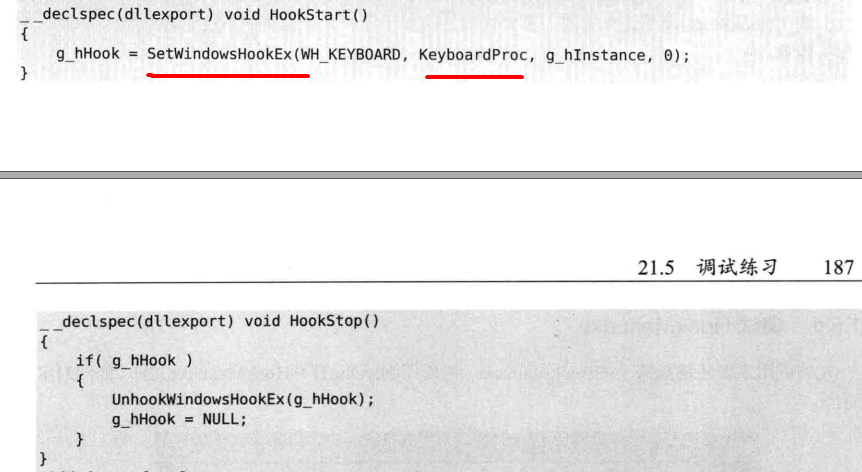 __declspec(dllexport) void HookStart()
{
g_hHook = SetWindowsHookEx(WH_KEYBOARD, KeyboardProc, g_hInstance, 0);
}
21.5 调试练习 187
__declspec(dllexport) void HookStop()
{
if( g_hHook )
{
UnhookWindowsHookEx(g_hHook);
g_hHook = NULL;
}
}